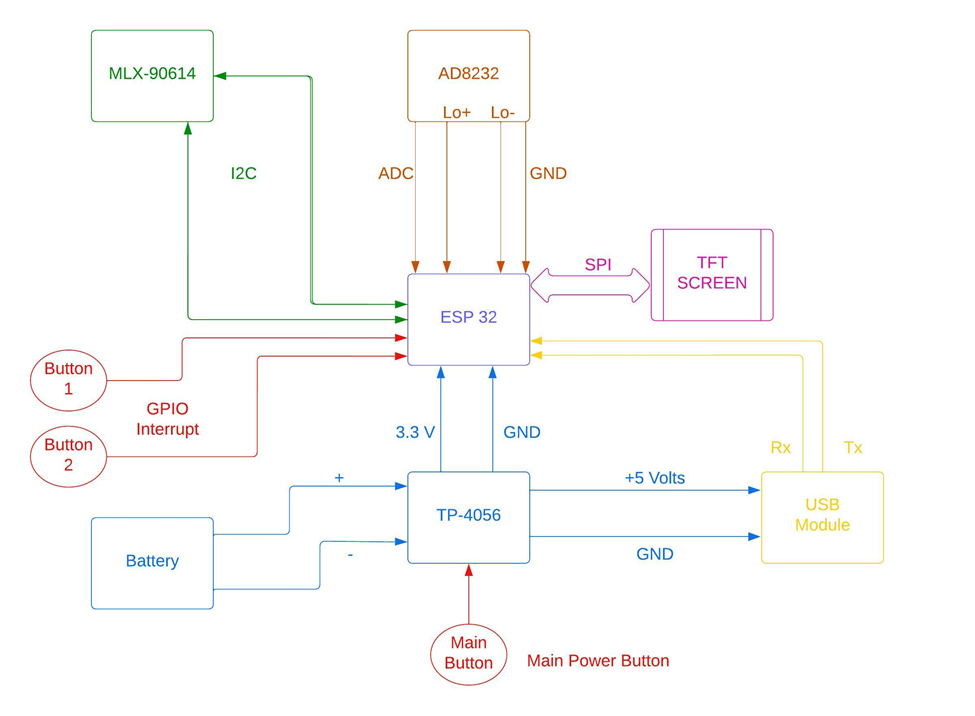 MLX-90614
AD8232
Lo+ Lo-
I2C
ADC
GND
SPI
TFT
SCREEN
ESP 32
Button
1
GPIO
Interrupt
Button
2
3.3 V
GND
Rx
Tx
+
-
Battery
TP-4056
+5 Volts
GND
USB
Module
Main
Button
Main Power Button